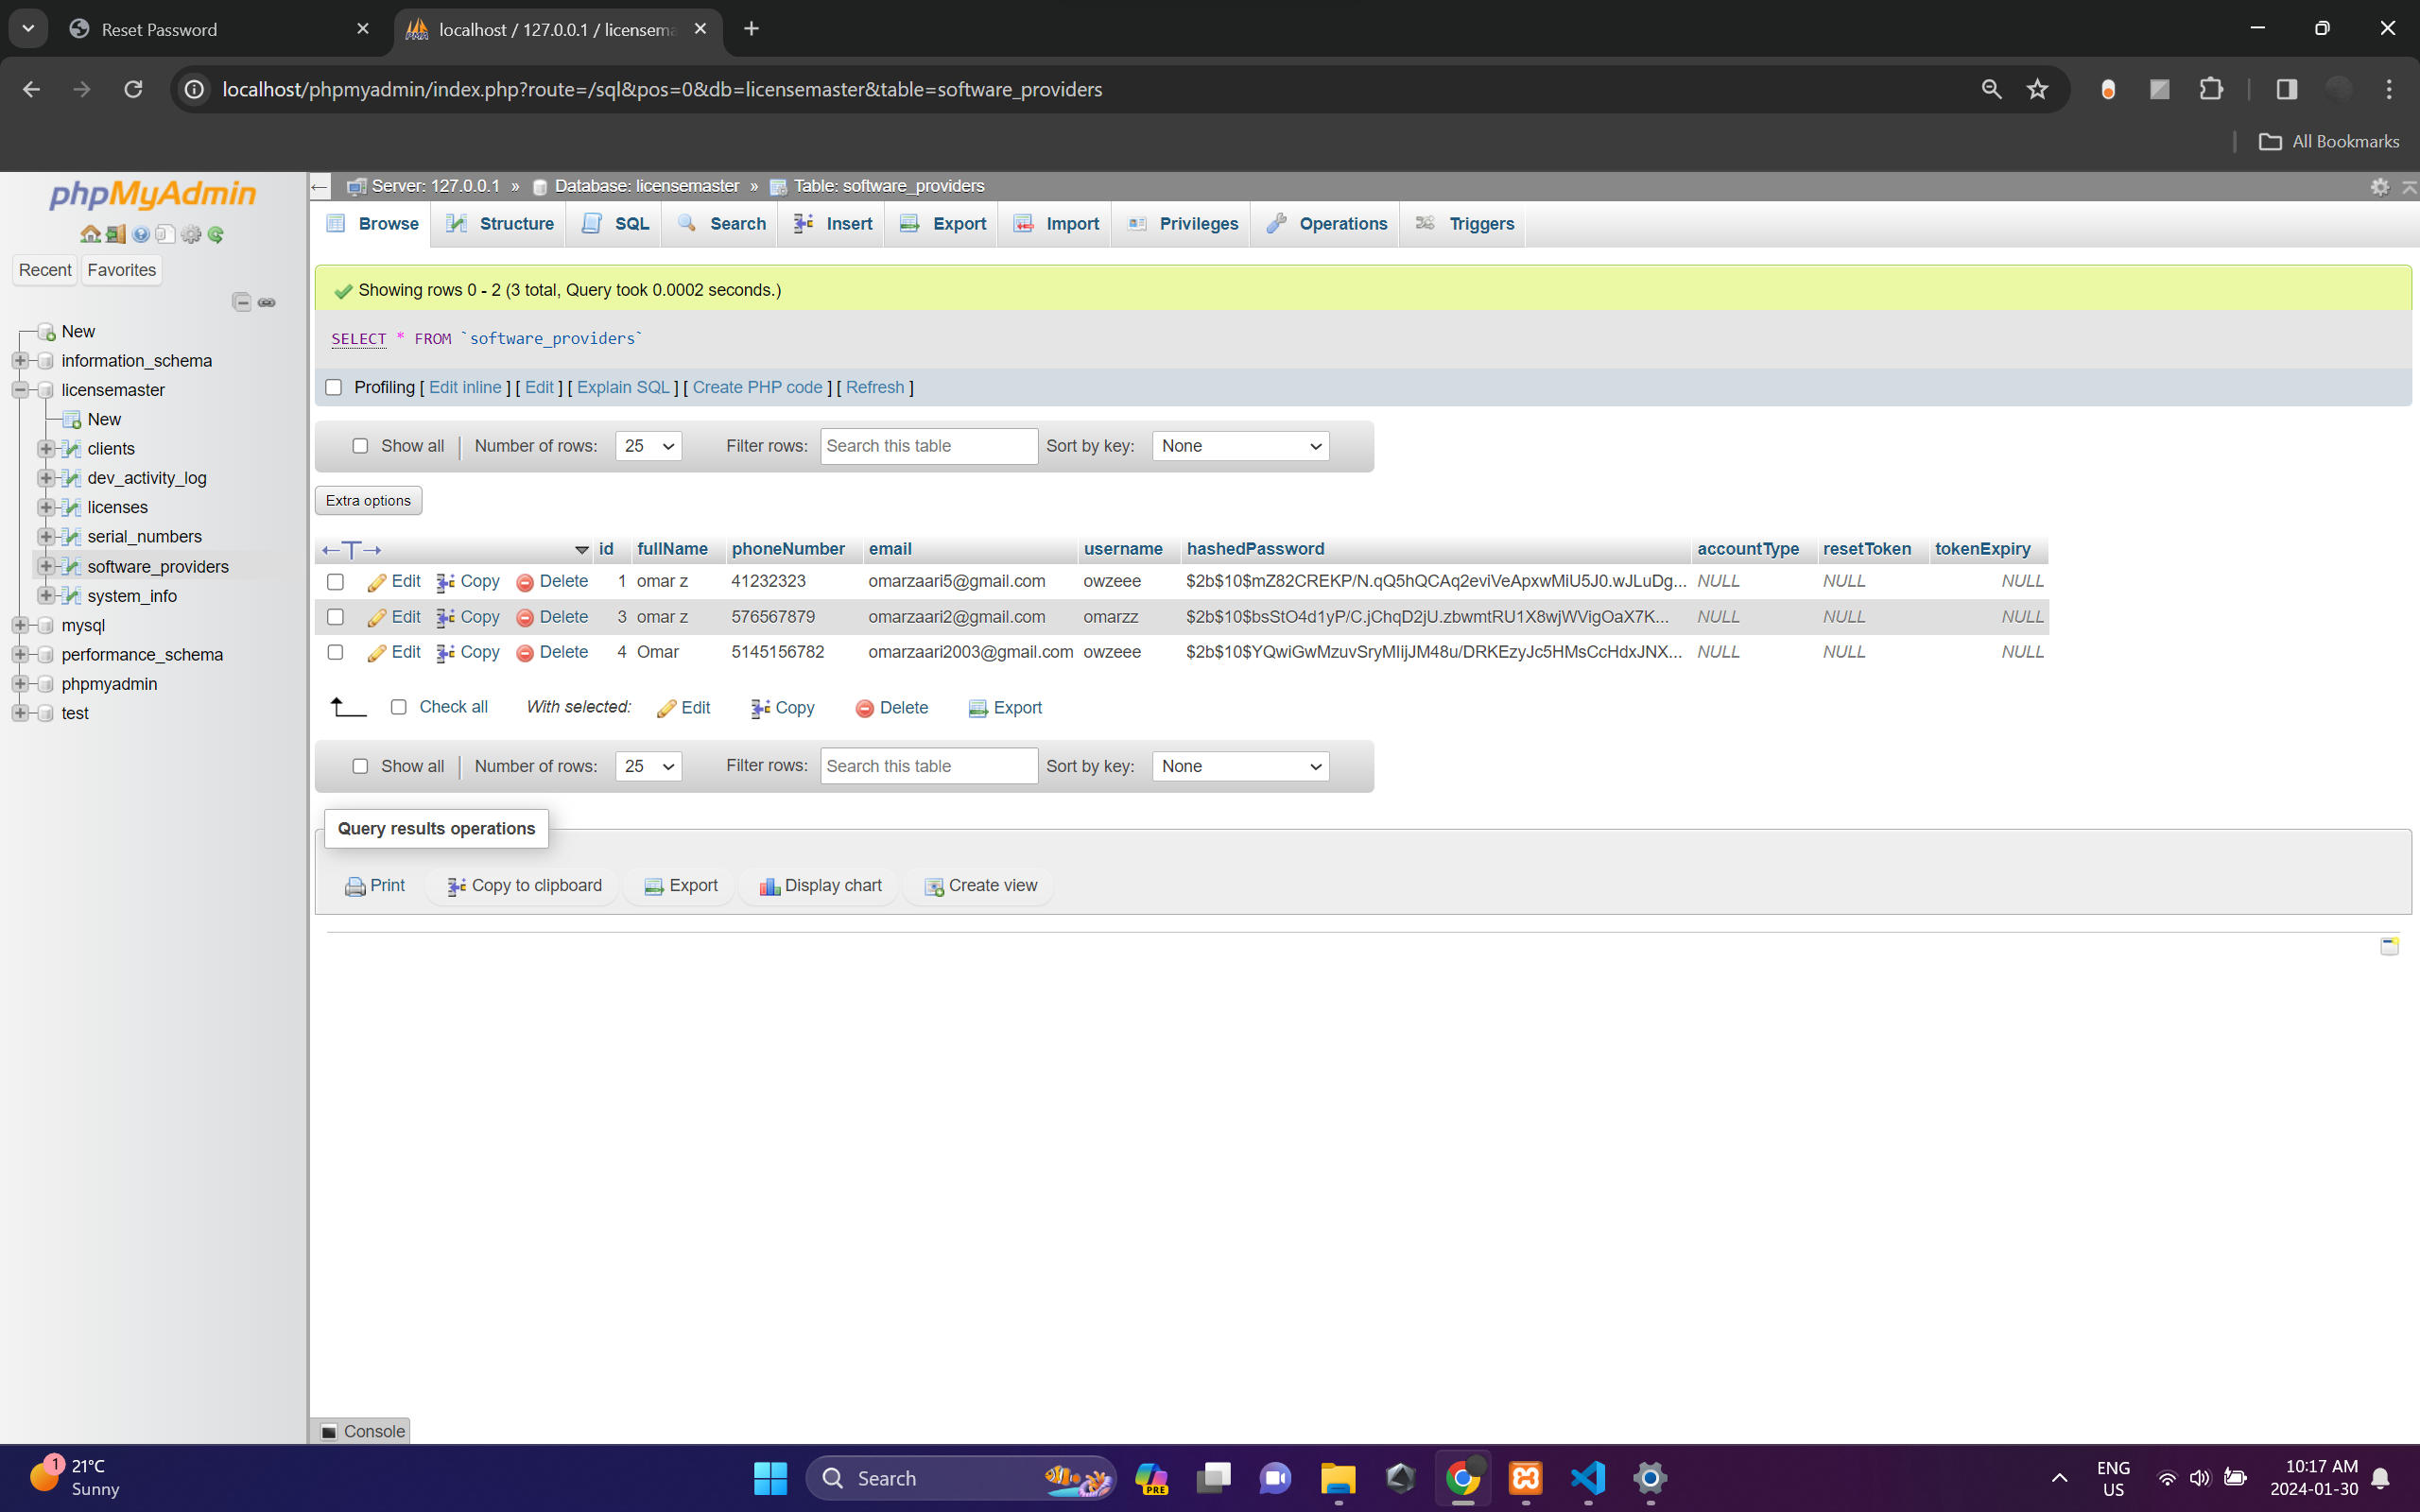 Reset Password
localhost / 127.0.0.1 / licensema
localhost/phpmyadmin/index.php?route=/sql&pos=0&db=licensemaster&table=software_providers
All Bookmarks
phpMyAdmin
Recent Favorites
New
information_schema
licensemaster
New
clients
dev_activity_log
licenses
serial_numbers
software_providers
system_info
mysql
performance_schema
phpmyadmin
test
Server: 127.0.0.1 » Database: licensemaster » Table: software_providers
Browse Structure SQL Search Insert Export Import Privileges Operations Triggers
Showing rows 0 - 2 (3 total, Query took 0.0002 seconds.)
SELECT * FROM `software_providers`
Profiling [ Edit inline ] [ Edit ] [ Explain SQL ] [ Create PHP code ] [ Refresh ]
Show all Number of rows: 25 Filter rows: Search this table Sort by key: None
Extra options
id fullName phoneNumber email username hashedPassword accountType resetToken tokenExpiry
Edit Copy Delete 1 omar z 41232323 omarzaari5@gmail.com owzeee $2b$10$mZ82CREKP/N.qQ5hQCAq2eviVeApxwMiU5J0.wJLuDg... NULL NULL NULL
Edit Copy Delete 3 omar z 576567879 omarzaari2@gmail.com omarzz $2b$10$bsStO4d1yP/C.jChqD2jU.zbwmtRU1X8wjWVigOaX7K... NULL NULL NULL
Edit Copy Delete 4 Omar 5145156782 omarzaari2003@gmail.com owzeee $2b$10$YQwiGwMzuvSryMlijJM48u/DRKEzyJc5HMsCcHdxJNX... NULL NULL NULL
Check all With selected: Edit Copy Delete Export
Show all Number of rows: 25 Filter rows: Search this table Sort by key: None
Query results operations
Print Copy to clipboard Export Display chart Create view
Console
1 21°C
Sunny
Search
PRE
ENG
US
10:17 AM
2024-01-30